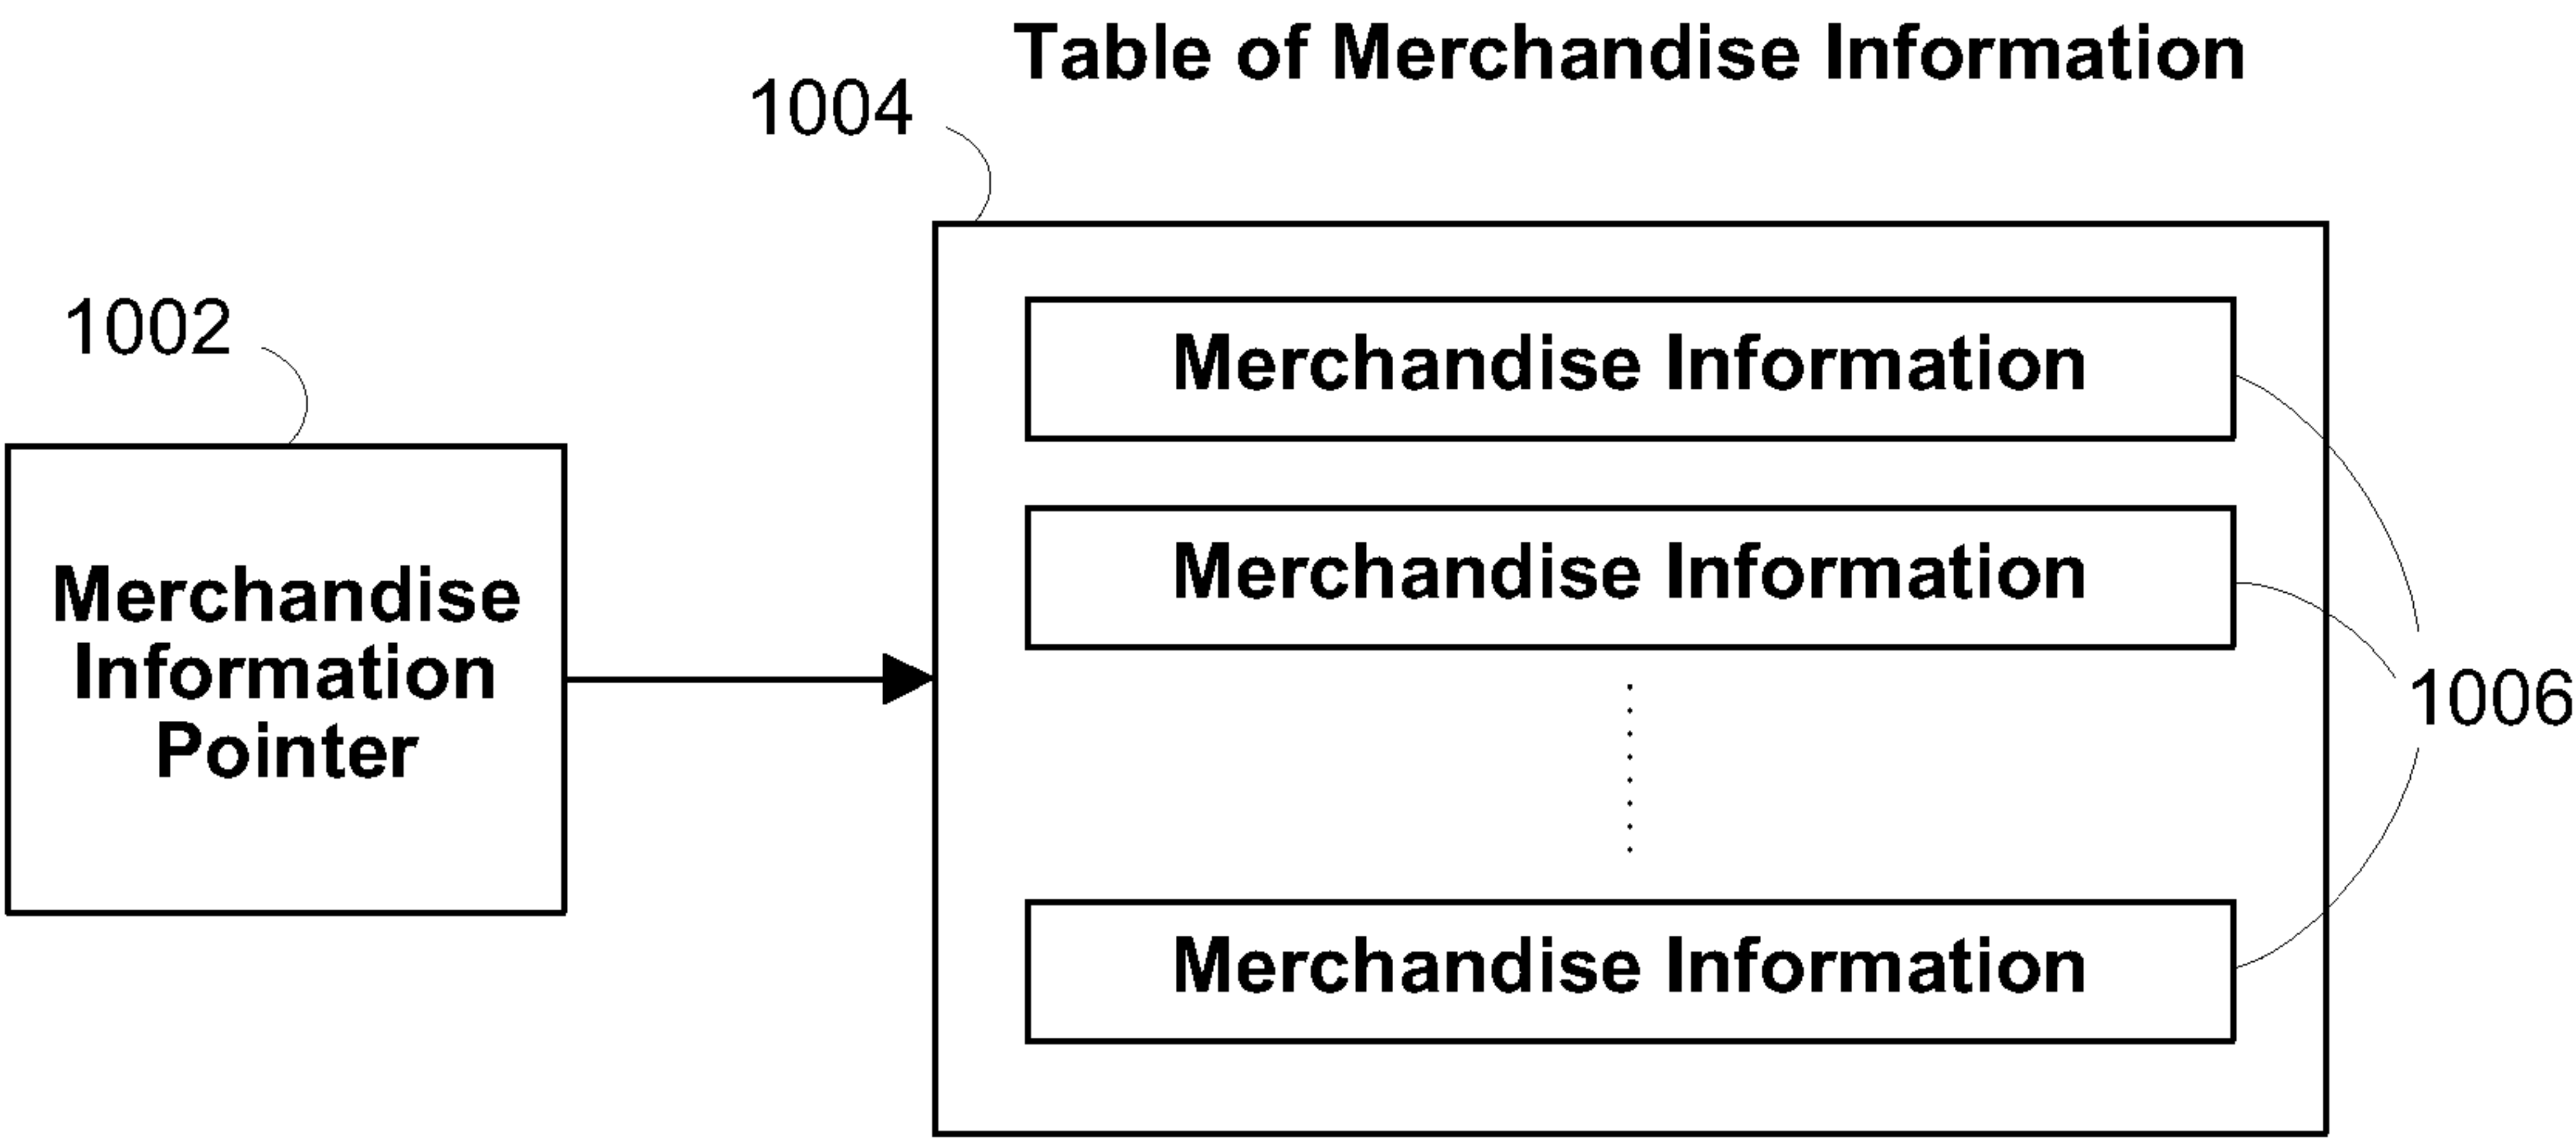 Table of Merchandise Information
1004
1002
Merchandise Information
Merchandise Information
Merchandise
Information
Pointer
1006
Merchandise Information